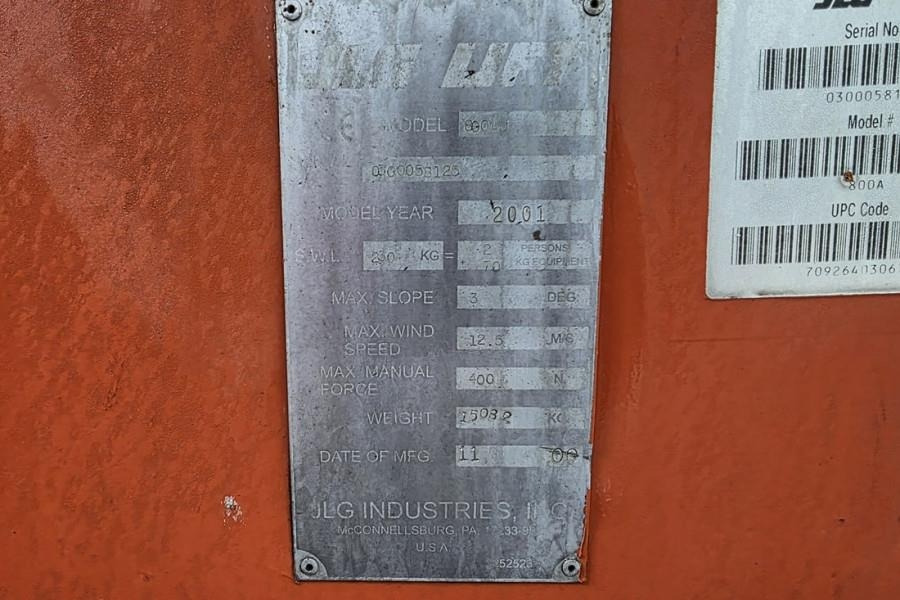 JLG LIFT
MODEL
0300058125
MODEL YEAR 2001
S.W.L. 230 KG = 2 PERSONS
70 KG EQUIPMENT
MAX. SLOPE 3 DEG.
MAX. WIND SPEED 12.5 M/S
MAX MANUAL FORCE 400 N
WEIGHT 15082 KG
DATE OF MFG. 11 00
JLG INDUSTRIES, INC.
McCONNELLSBURG, PA,
U.S.A.
JLG
Serial No
03000581
Model #
800A
UPC Code
709264